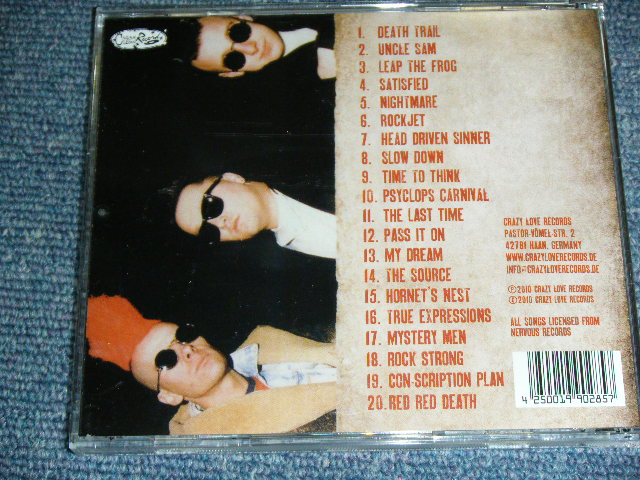 Crazy Love Records
1. DEATH TRAIL
2. UNCLE SAM
3. LEAP THE FROG
4. SATISFIED
5. NIGHTMARE
6. ROCKJET
7. HEAD DRIVEN SINNER
8. SLOW DOWN
9. TIME TO THINK
10. PSYCLOPS CARNIVAL
11. THE LAST TIME
12. PASS IT ON
13. MY DREAM
14. THE SOURCE
15. HORNET'S NEST
16. TRUE EXPRESSIONS
17. MYSTERY MEN
18. ROCK STRONG
19. CON-SCRIPTION PLAN
20. RED RED DEATH
CRAZY LOVE RECORDS
PASTOR-VÖMEL-STR. 2
42781 HAAN, GERMANY
WWW.CRAZYLOVERECORDS.DE
INFO@CRAZYLOVERECORDS.DE
℗2010 CRAZY LOVE RECORDS
©2010 CRAZY LOVE RECORDS
ALL SONGS LICENSED FROM
NERVOUS RECORDS
4 250019 902857